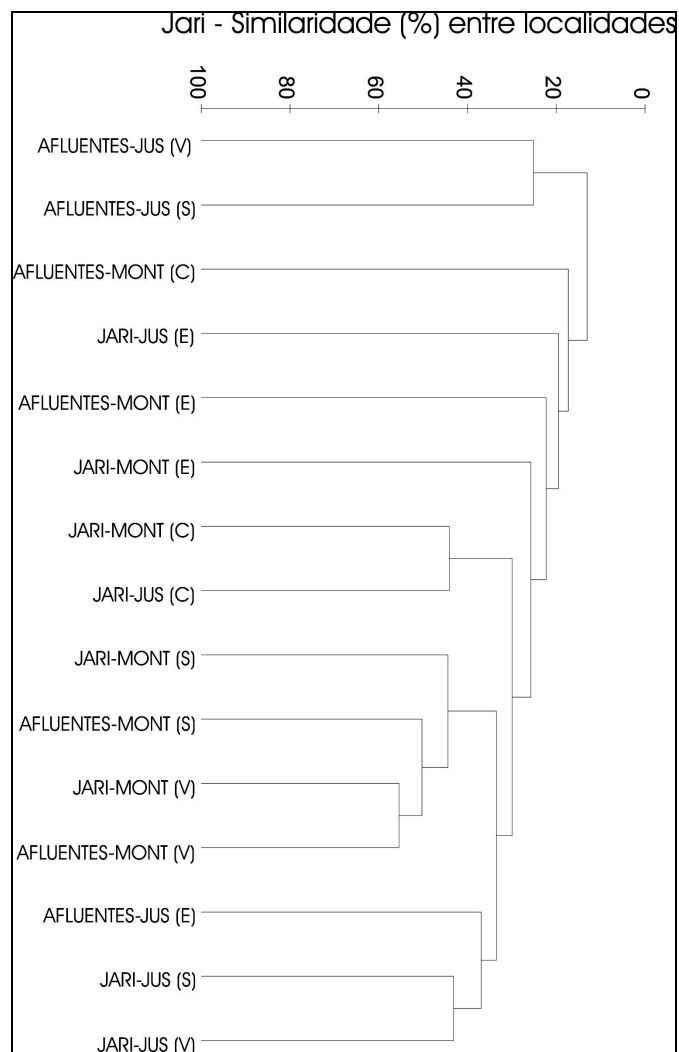 Jari - Similaridade (%) entre localidades
100 80 60 40 20 0
AFLUENTES-JUS (V)
AFLUENTES-JUS (S)
AFLUENTES-MONT (C)
JARI-JUS (E)
AFLUENTES-MONT (E)
JARI-MONT (E)
JARI-MONT (C)
JARI-JUS (C)
JARI-MONT (S)
AFLUENTES-MONT (S)
JARI-MONT (V)
AFLUENTES-MONT (V)
AFLUENTES-JUS (E)
JARI-JUS (S)
JARI-JUS (V)